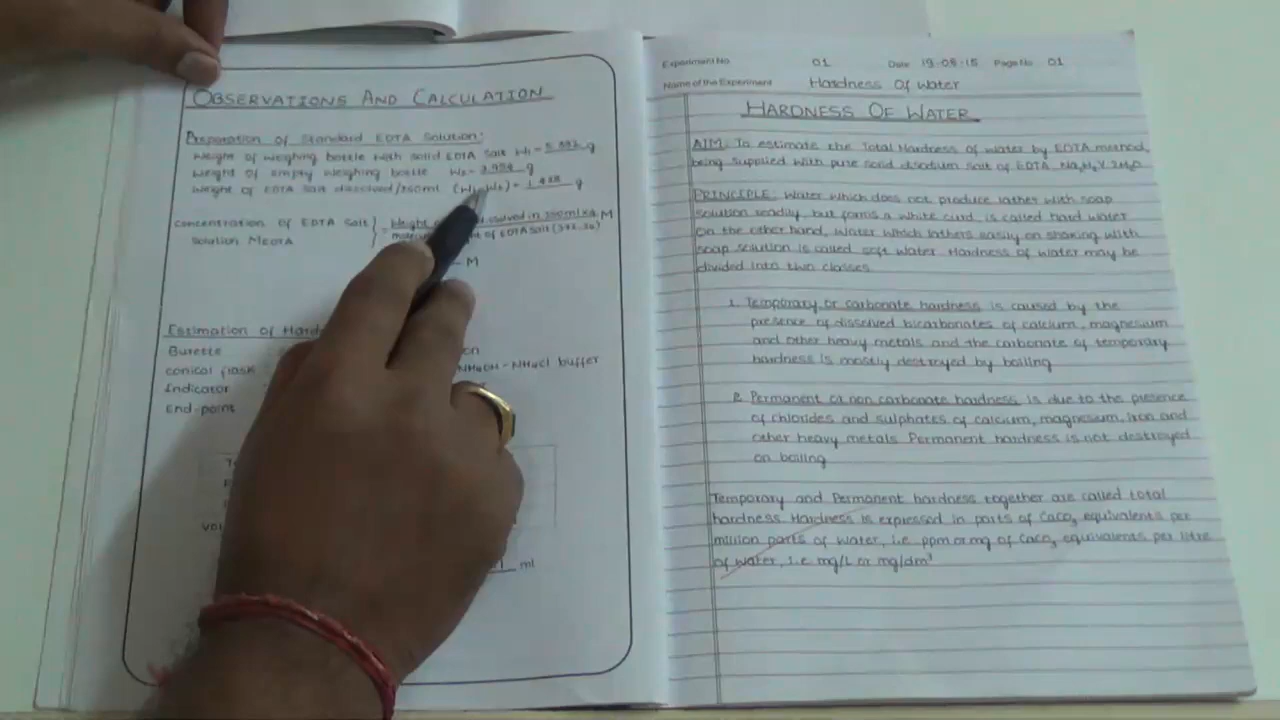 OBSERVATIONS AND CALCULATION
Preparation of Standard EDTA Solution:
Weight of weighing bottle with solid EDTA Salt W₁ = g
Weight of empty weighing bottle W₂ = g
Weight of EDTA Salt dissolved/250ml (W₁-W₂) = g
Concentration of EDTA Salt = Weight in 250ml x4 M
Solution MEDTA of EDTA Salt
M
Estimation of
Burette
Conical flask NH₄OH - NH₄Cl buffer
Indicator
End-point
ml
Experiment No. 01 Date 19-08-15 Page No. 01
Name of the Experiment Hardness Of Water
HARDNESS OF WATER
AIM: To estimate the Total Hardness of water by EDTA method,
being supplied with pure solid disodium salt of EDTA, Na₂H₂Y.2H₂O
PRINCIPLE: Water which does not produce lather with soap
solution readily, but forms a white curd, is called hard water
on the other hand, water which lathers easily on shaking with
soap solution is called soft water Hardness of water may be
divided into two classes
1. Temporary or carbonate hardness is caused by the
presence of dissolved bicarbonates of calcium, magnesium
and other heavy metals and the carbonate of temporary
hardness is mostly destroyed by boiling
2. Permanent or non carbonate hardness is due to the presence
of chlorides and sulphates of calcium, magnesium, iron and
other heavy metals Permanent hardness is not destroyed
on boiling
Temporary and Permanent hardness together are called total
hardness Hardness is expressed in parts of CaCO₃ equivalents per
million parts of water, i.e ppm or mg of CaCO₃ equivalents per litre
of water, i.e mg/L or mg/dm³